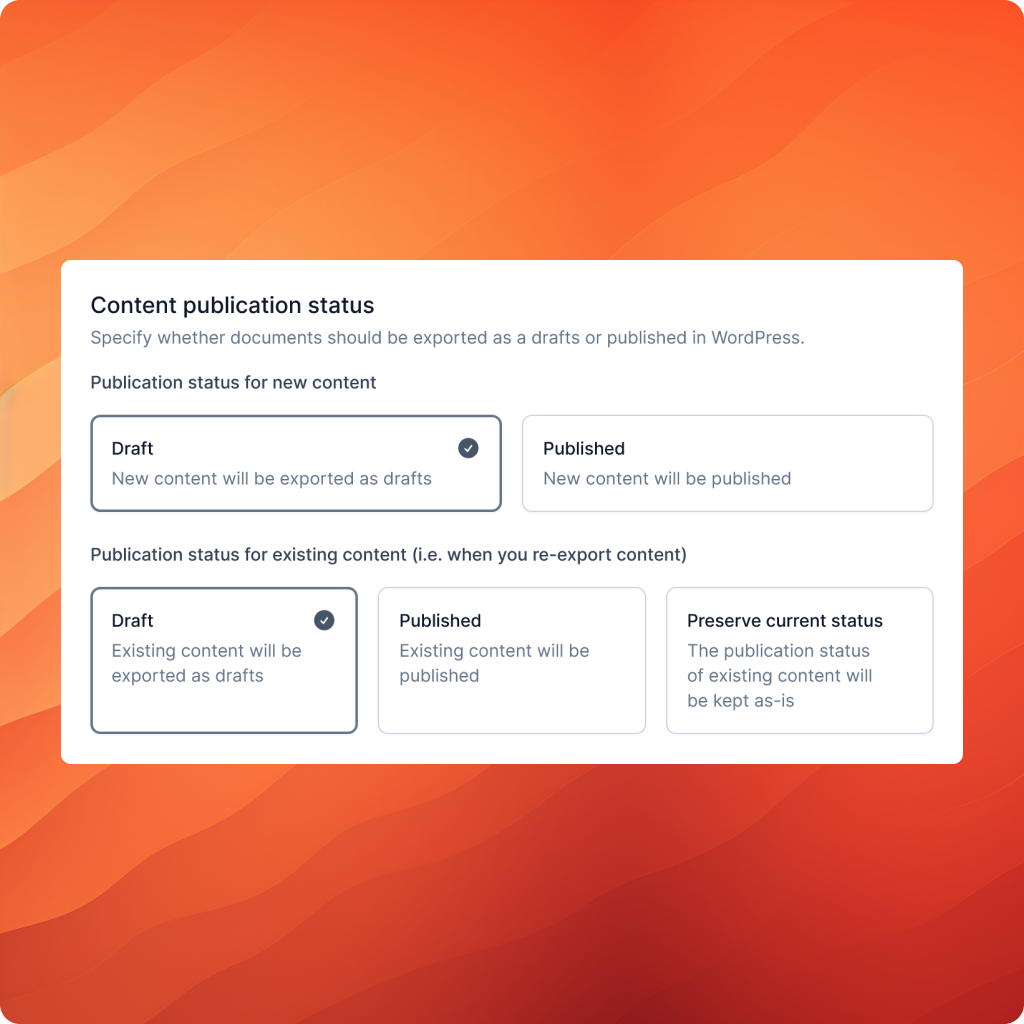 Content publication status
Specify whether documents should be exported as a drafts or published in WordPress.
Publication status for new content
Draft
New content will be exported as drafts
Published
New content will be published
Publication status for existing content (i.e. when you re-export content)
Draft
Existing content will be
exported as drafts
Published
Existing content will be
published
Preserve current status
The publication status
of existing content will
be kept as-is